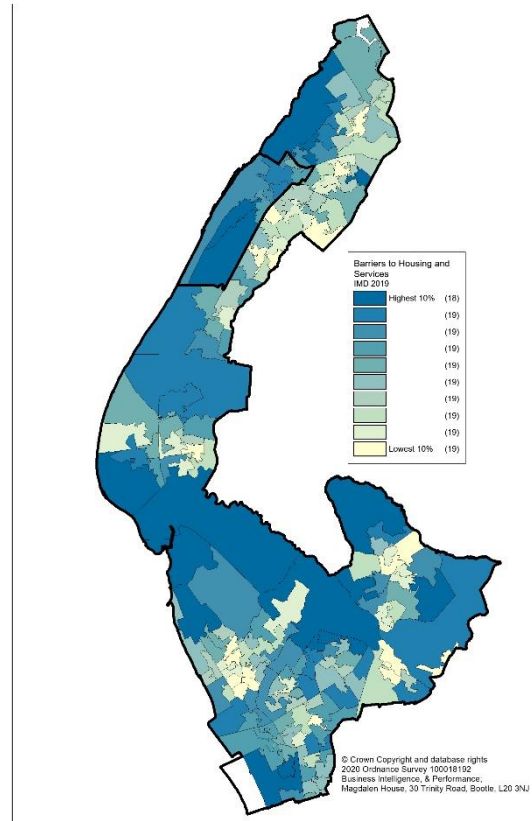 Barriers to Housing and
Services
IMD 2019
Highest 10% (18)
(19)
(19)
(19)
(19)
(19)
(19)
(19)
(19)
Lowest 10% (19)
© Crown Copyright and database rights
2020 Ordnance Survey 100018192
Business Intelligence, & Performance,
Magdalen House, 30 Trinity Road, Bootle, L20 3NJ